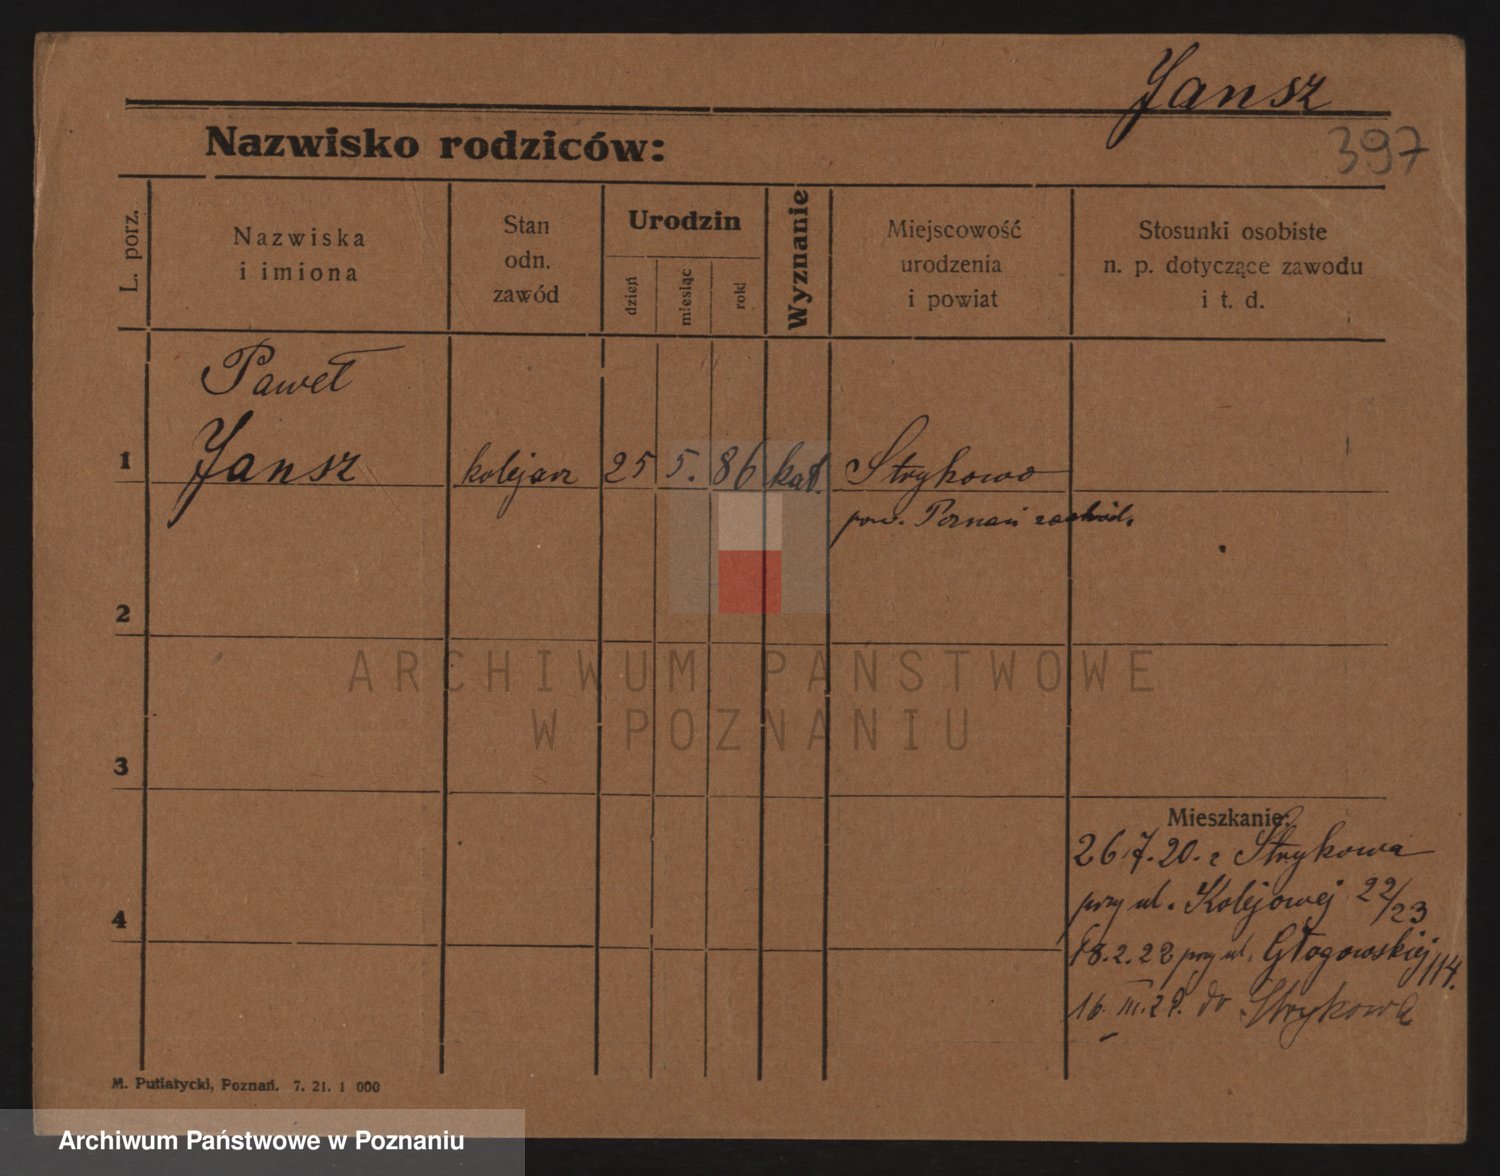 Jansz
397
Nazwisko rodziców:
L. porz.
Nazwiska
i imiona
Stan
odn.
zawód
Urodzin
dzień
miesiąc
rok
Wyznanie
Miejscowość
urodzenia
i powiat
Stosunki osobiste
n. p. dotyczące zawodu
i t. d.
Paweł
1 Jansz kolejarz 25 5. 86 kat. Strykowo
pow. Poznań zachód.
2
ARCHIWUM PAŃSTWOWE
W POZNANIU
3
Mieszkanie:
26.7.20. z Strykowa
przy ul. Kolejowej 22/23
4
18.2.22 przy ul. Głogowskiej 114.
16. III. do Strykowa
M. Putiatycki, Poznań. 7. 21. 1 000
Archiwum Państwowe w Poznaniu